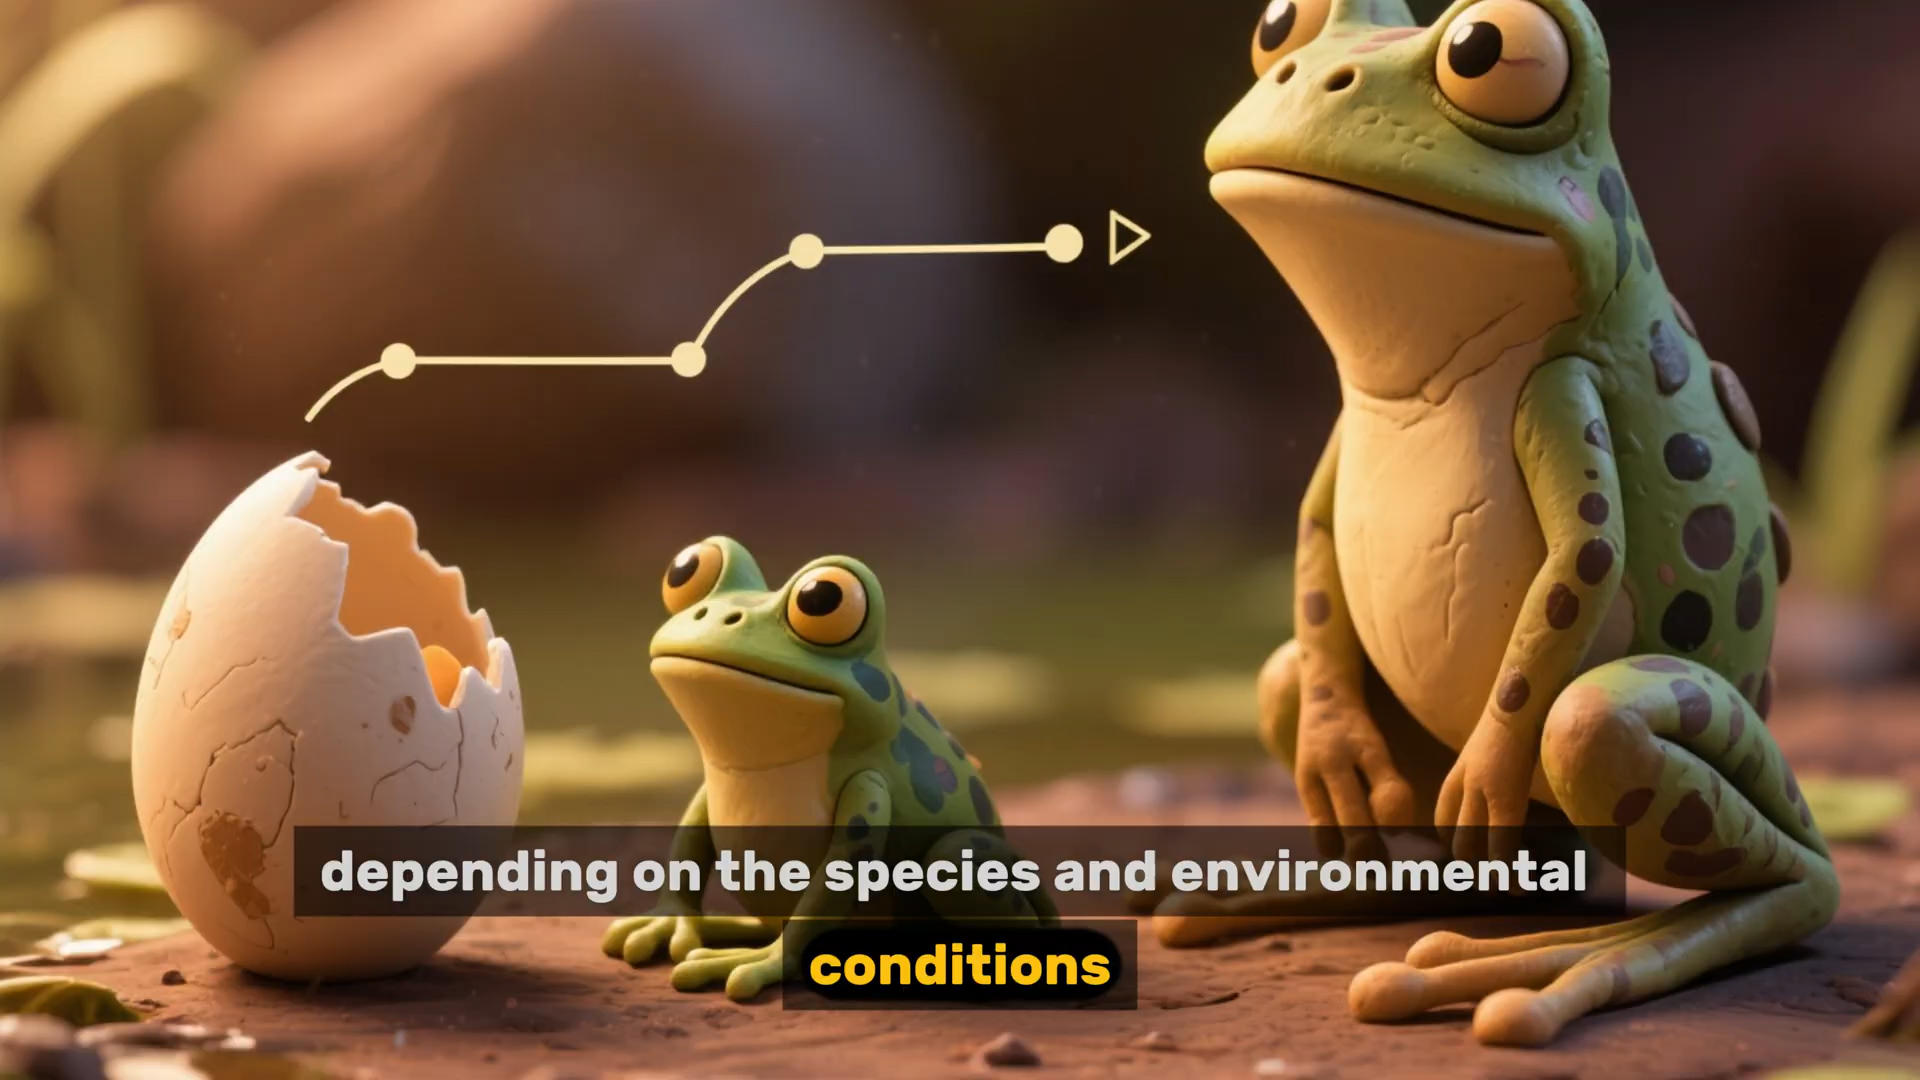 depending on the species and environmental
conditions